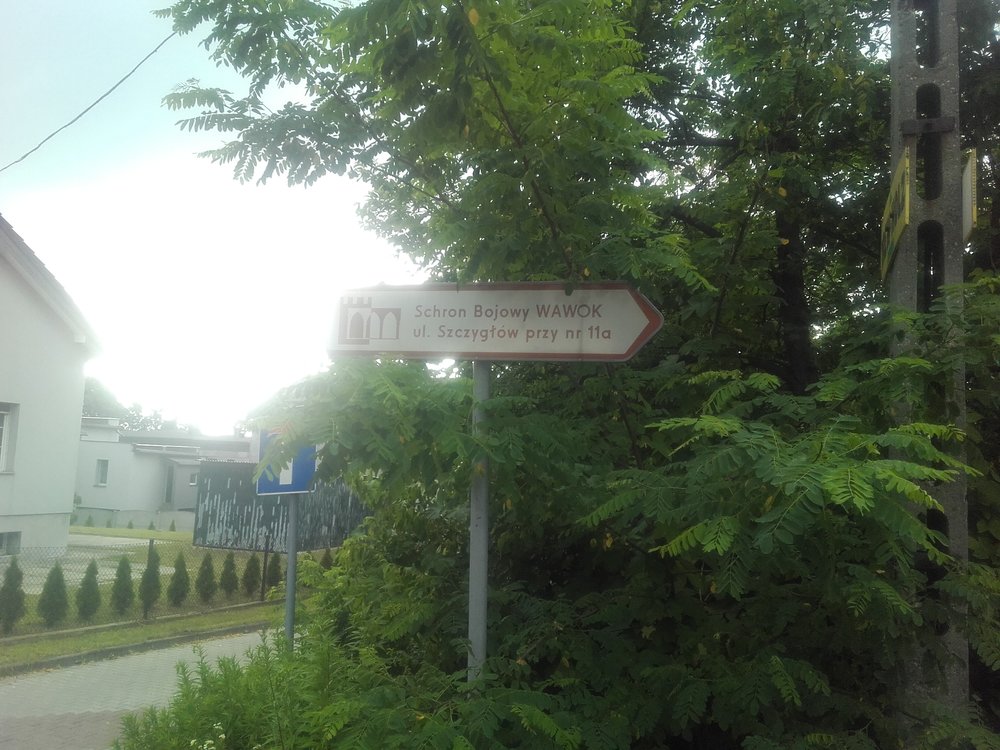 Schron Bojowy WAWOK
ul. Szczygłów przy nr 11a